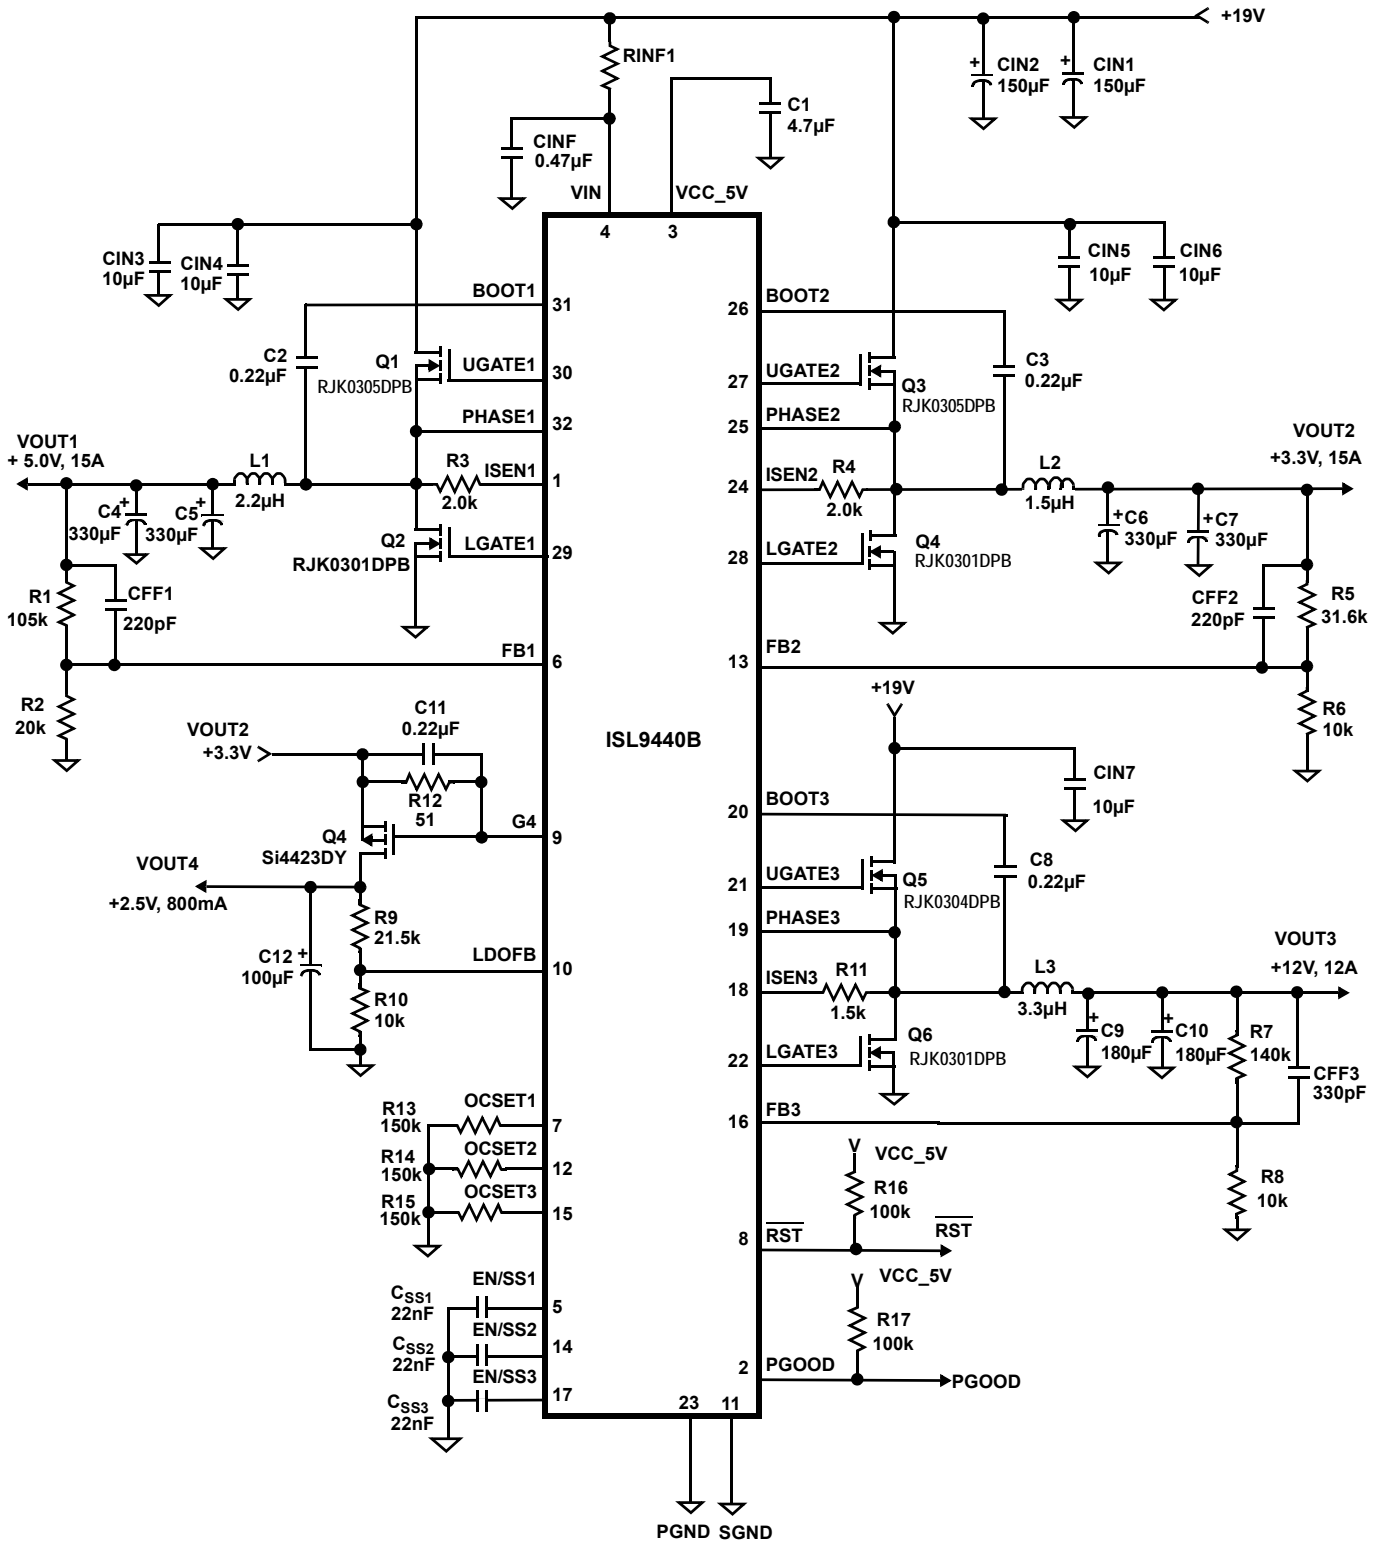 +19V
RINF1
+
CIN2
150µF
+
CIN1
150µF
C1
4.7µF
CINF
0.47µF
VIN
VCC_5V
4
3
CIN3
10µF
CIN4
10µF
CIN5
10µF
CIN6
10µF
BOOT1
31
26
BOOT2
C2
0.22µF
Q1
RJK0305DPB
UGATE1
30
27
UGATE2
Q3
RJK0305DPB
C3
0.22µF
PHASE1
32
25
PHASE2
VOUT1
+ 5.0V, 15A
L1
2.2µH
R3
2.0k
ISEN1
1
24
ISEN2
R4
2.0k
L2
1.5µH
VOUT2
+3.3V, 15A
C4
+
330µF
C5
+
330µF
Q2
RJK0301DPB
LGATE1
29
28
LGATE2
Q4
RJK0301DPB
+
C6
330µF
+
C7
330µF
R1
105k
CFF1
220pF
CFF2
220pF
R5
31.6k
FB1
6
13
FB2
R2
20k
R6
10k
ISL9440B
VOUT2
+3.3V
C11
0.22µF
R12
51
Q4
Si4423DY
G4
9
+19V
CIN7
10µF
20
BOOT3
C8
0.22µF
21
UGATE3
Q5
RJK0304DPB
19
PHASE3
VOUT4
+2.5V, 800mA
R9
21.5k
C12
+
100µF
LDOFB
10
R10
10k
18
ISEN3
R11
1.5k
L3
3.3µH
VOUT3
+12V, 12A
22
LGATE3
Q6
RJK0301DPB
+
C9
180µF
+
C10
180µF
R7
140k
CFF3
330pF
16
FB3
R8
10k
R13
150k
OCSET1
7
R14
150k
OCSET2
12
R15
150k
OCSET3
15
VCC_5V
R16
100k
8
RST
RST
VCC_5V
R17
100k
2
PGOOD
PGOOD
CSS1
22nF
EN/SS1
5
CSS2
22nF
EN/SS2
14
CSS3
22nF
EN/SS3
17
23
11
PGND
SGND